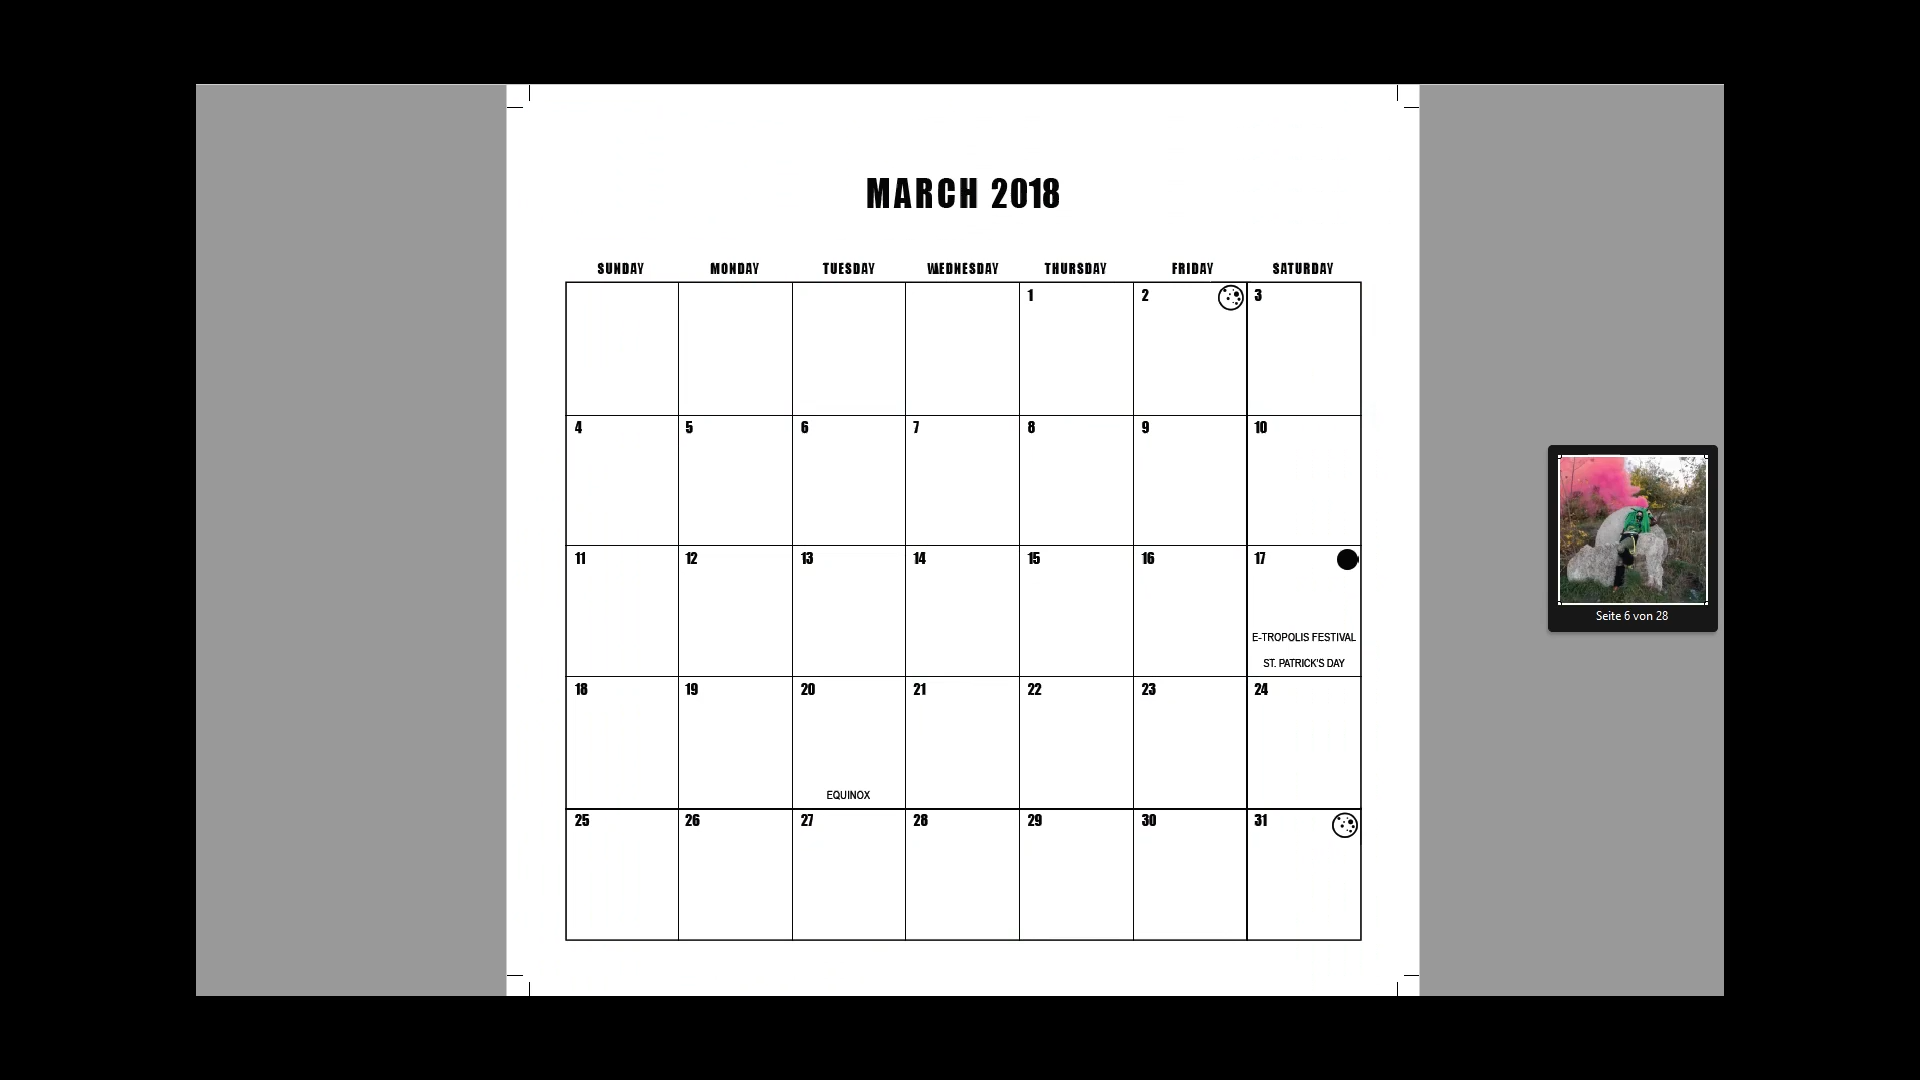 MARCH 2018
SUNDAY MONDAY TUESDAY WEDNESDAY THURSDAY FRIDAY SATURDAY
1 2 3
4 5 6 7 8 9 10
11 12 13 14 15 16 17
E-TROPOLIS FESTIVAL
ST. PATRICK'S DAY
18 19 20 21 22 23 24
EQUINOX
25 26 27 28 29 30 31
Seite 6 von 28